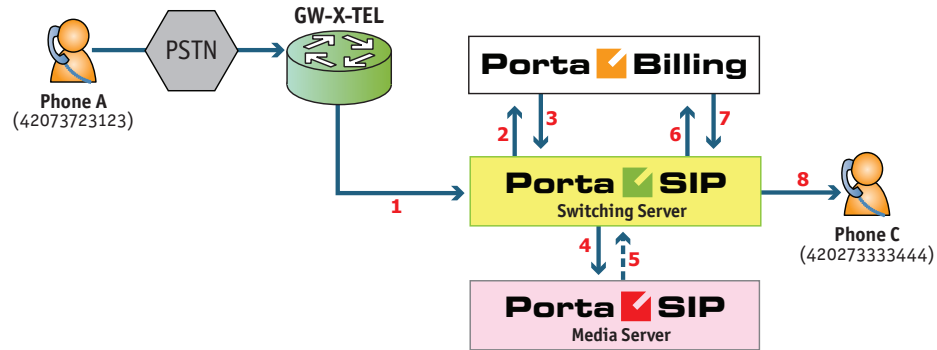 GW-X-TEL
PSTN
Phone A
(42073723123)
Porta Billing
2
3
6
7
1
Porta SIP
Switching Server
8
Phone C
(420273333444)
4
5
Porta SIP
Media Server